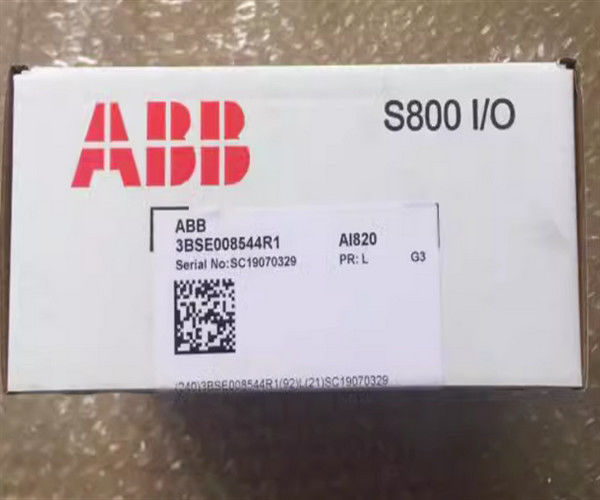 ABB
S800 I/O
ABB
3BSE008544R1 AI820
Serial No:SC19070329 PR: L G3
(240)3BSE008544R1(92)L(21)SC19070329